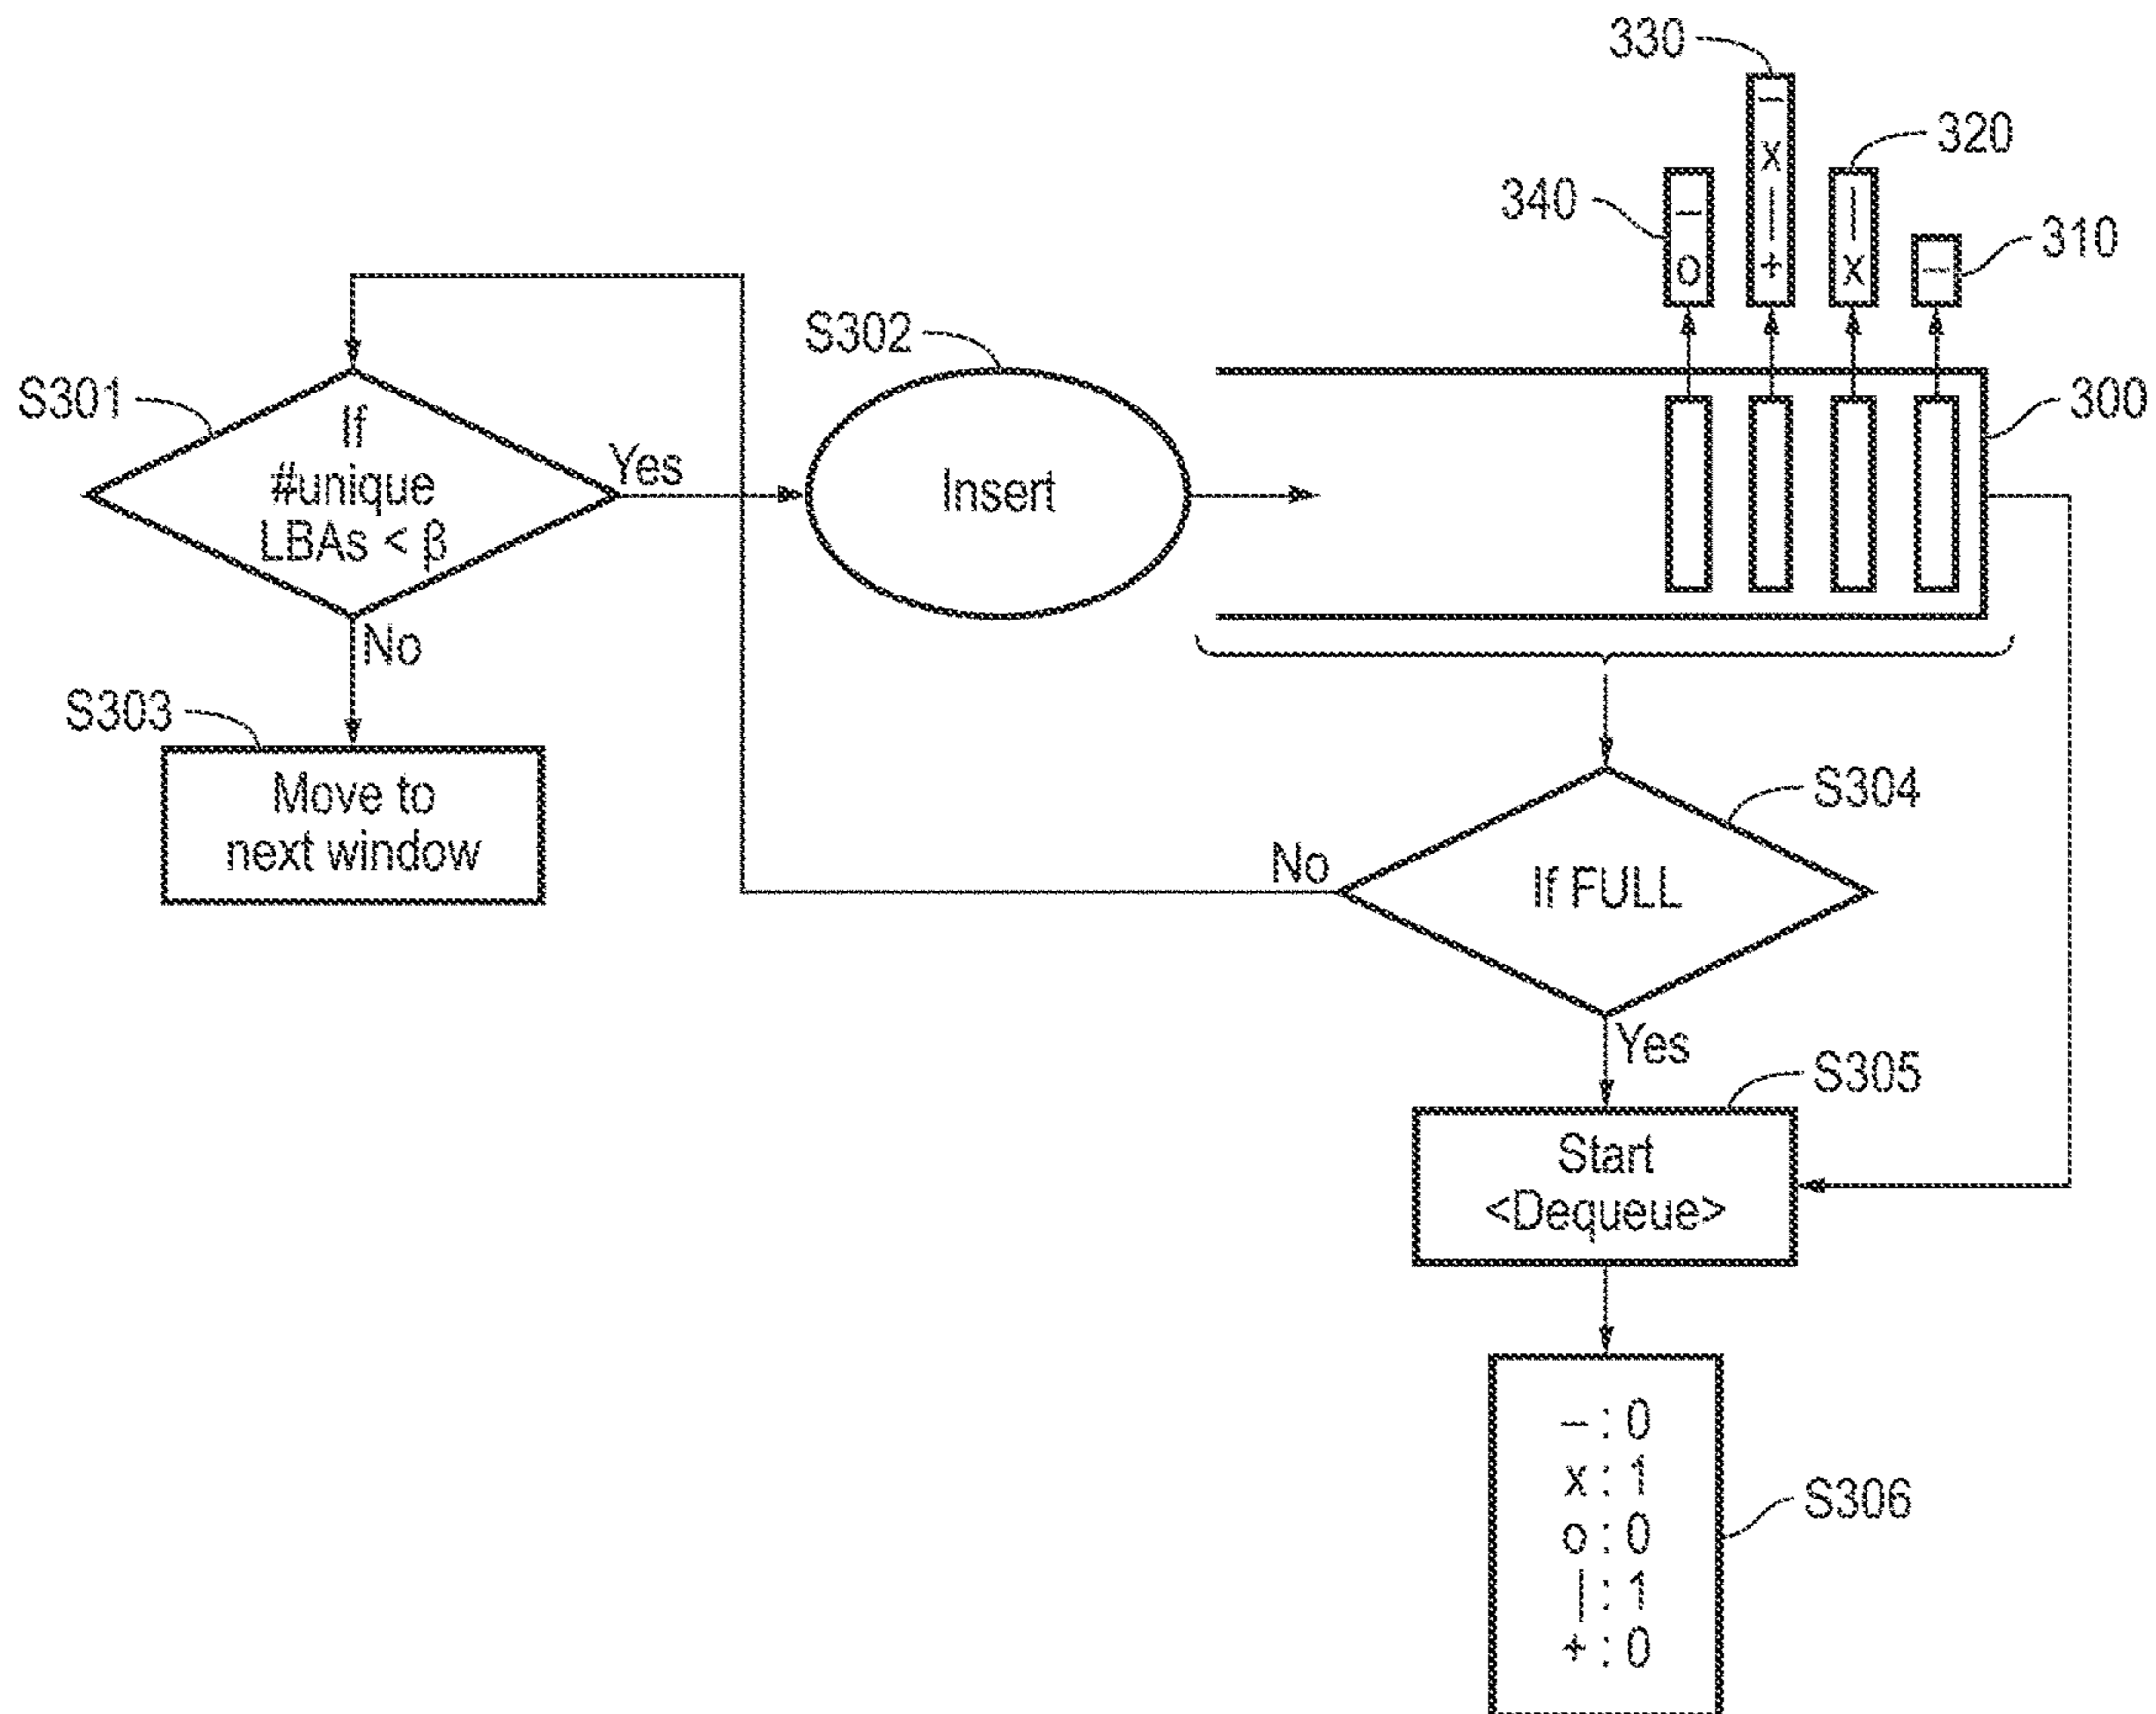 330
–
x
|
+
320
|
x
340
–
o
310
–
S302
S301
If
#unique
LBAs < β
Yes
Insert
300
No
S303
Move to
next window
S304
No
If FULL
Yes
S305
Start
<Dequeue>
– : 0
x : 1
o : 0
| : 1
+ : 0
S306